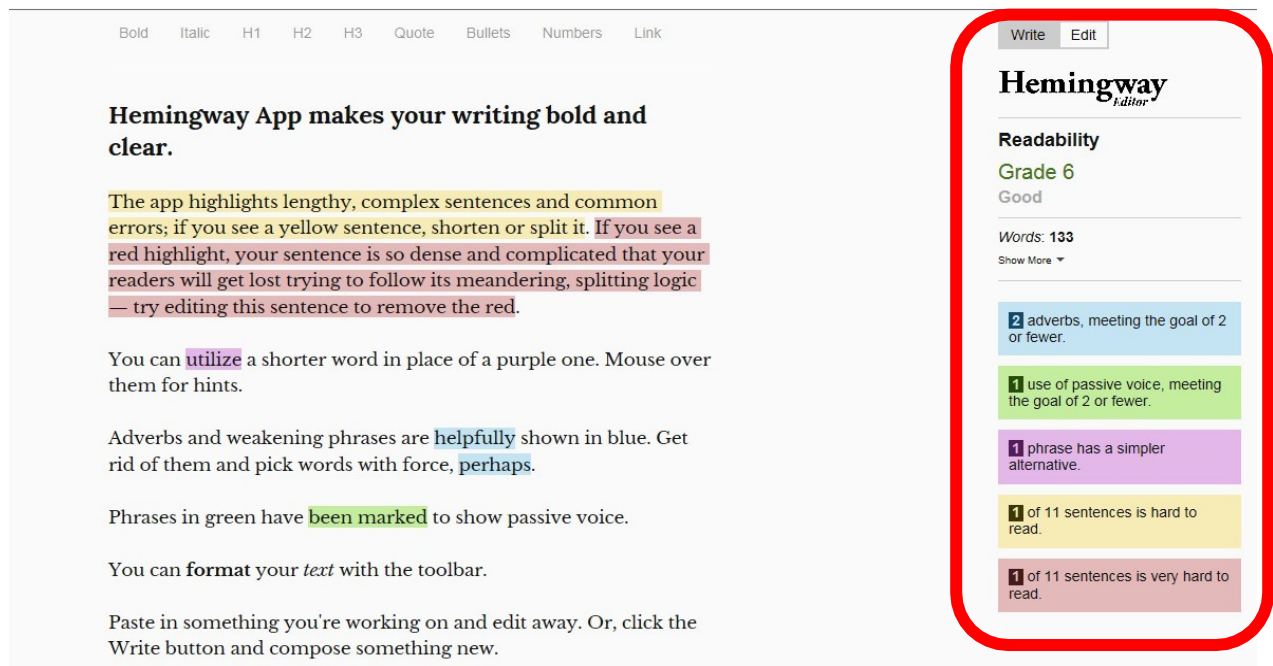 Bold Italic H1 H2 H3 Quote Bullets Numbers Link
Hemingway App makes your writing bold and
clear.
The app highlights lengthy, complex sentences and common
errors; if you see a yellow sentence, shorten or split it. If you see a
red highlight, your sentence is so dense and complicated that your
readers will get lost trying to follow its meandering, splitting logic
— try editing this sentence to remove the red.
You can utilize a shorter word in place of a purple one. Mouse over
them for hints.
Adverbs and weakening phrases are helpfully shown in blue. Get
rid of them and pick words with force, perhaps.
Phrases in green have been marked to show passive voice.
You can format your text with the toolbar.
Paste in something you're working on and edit away. Or, click the
Write button and compose something new.
Write Edit
Hemingway
Editor
Readability
Grade 6
Good
Words: 133
Show More
2 adverbs, meeting the goal of 2
or fewer.
1 use of passive voice, meeting
the goal of 2 or fewer.
1 phrase has a simpler
alternative.
1 of 11 sentences is hard to
read.
1 of 11 sentences is very hard to
read.